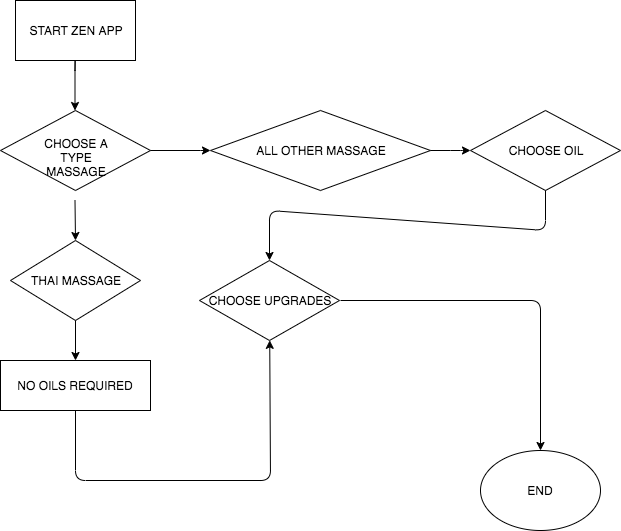 START ZEN APP
CHOOSE A
TYPE
MASSAGE
ALL OTHER MASSAGE
CHOOSE OIL
THAI MASSAGE
CHOOSE UPGRADES
NO OILS REQUIRED
END